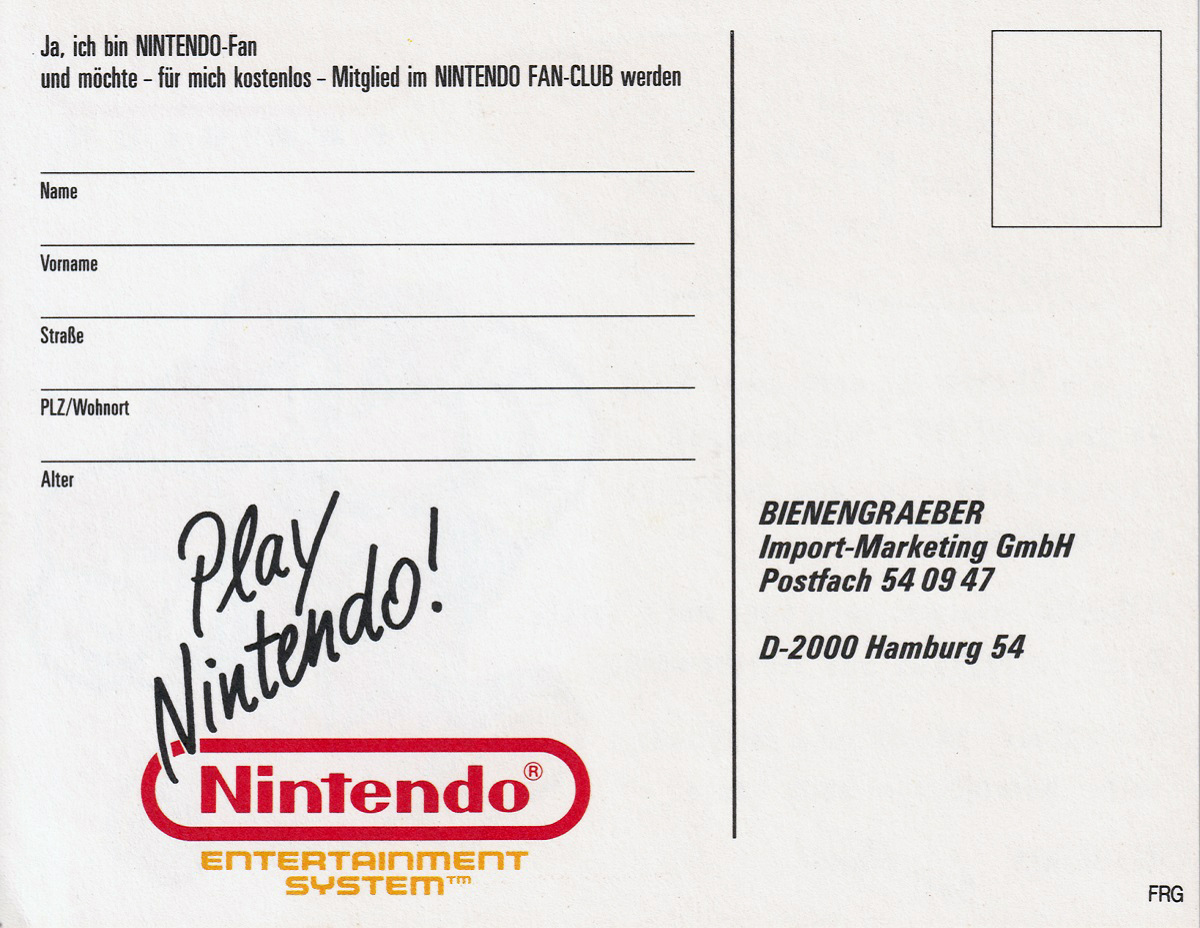 Ja, ich bin NINTENDO-Fan
und möchte – für mich kostenlos – Mitglied im NINTENDO FAN-CLUB werden
Name
Vorname
Straße
PLZ/Wohnort
Alter
Play
Nintendo!
Nintendo®
ENTERTAINMENT
SYSTEM™
BIENENGRAEBER
Import-Marketing GmbH
Postfach 54 09 47
D-2000 Hamburg 54
FRG